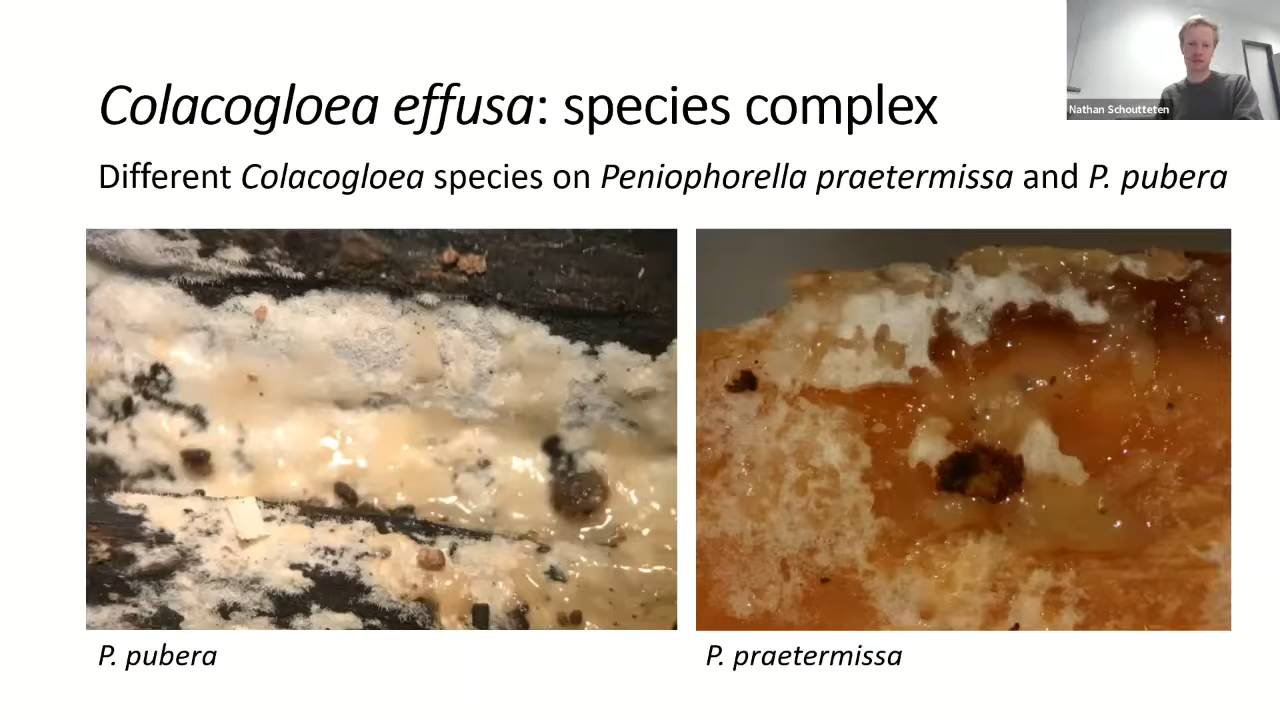 Colacogloea effusa: species complex
Nathan Schoutteten
Different Colacogloea species on Peniophorella praetermissa and P. pubera
P. pubera
P. praetermissa